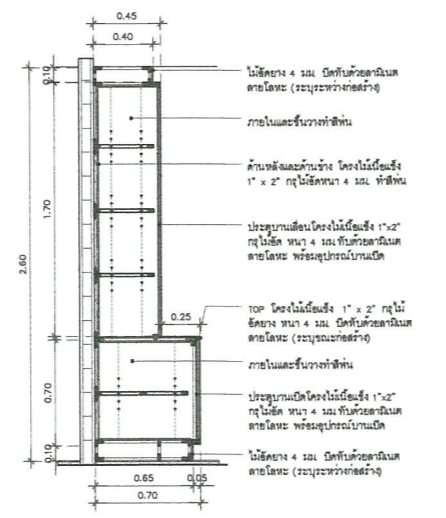 0.45
0.40
0.10
ไม้อัดยาง 4 มม. ปิดทับด้วยลามิเนต
ลายโลหะ (ระบุระหว่างก่อสร้าง)
ภายในและชั้นวางทำสีพ่น
ด้านหลังและด้านข้าง โครงไม้เนื้อแข็ง
1" x 2" กรุไม้อัดหนา 4 มม. ทำสีพ่น
1.70
2.60
ประตูบานเลื่อนโครงไม้เนื้อแข็ง 1"x2"
กรุไม้อัด หนา 4 มม. ทับด้วยลามิเนต
ลายโลหะ พร้อมอุปกรณ์บานเปิด
0.25
TOP โครงไม้เนื้อแข็ง 1" x 2" กรุไม้
อัดยาง หนา 4 มม. ปิดทับด้วยลามิเนต
ลายโลหะ (ระบุขณะก่อสร้าง)
ภายในและชั้นวางทำสีพ่น
0.70
ประตูบานเปิดโครงไม้เนื้อแข็ง 1"x2"
กรุไม้อัด หนา 4 มม. ทับด้วยลามิเนต
ลายโลหะ พร้อมอุปกรณ์บานเปิด
0.10
ไม้อัดยาง 4 มม. ปิดทับด้วยลามิเนต
ลายโลหะ (ระบุระหว่างก่อสร้าง)
0.65
0.05
0.70